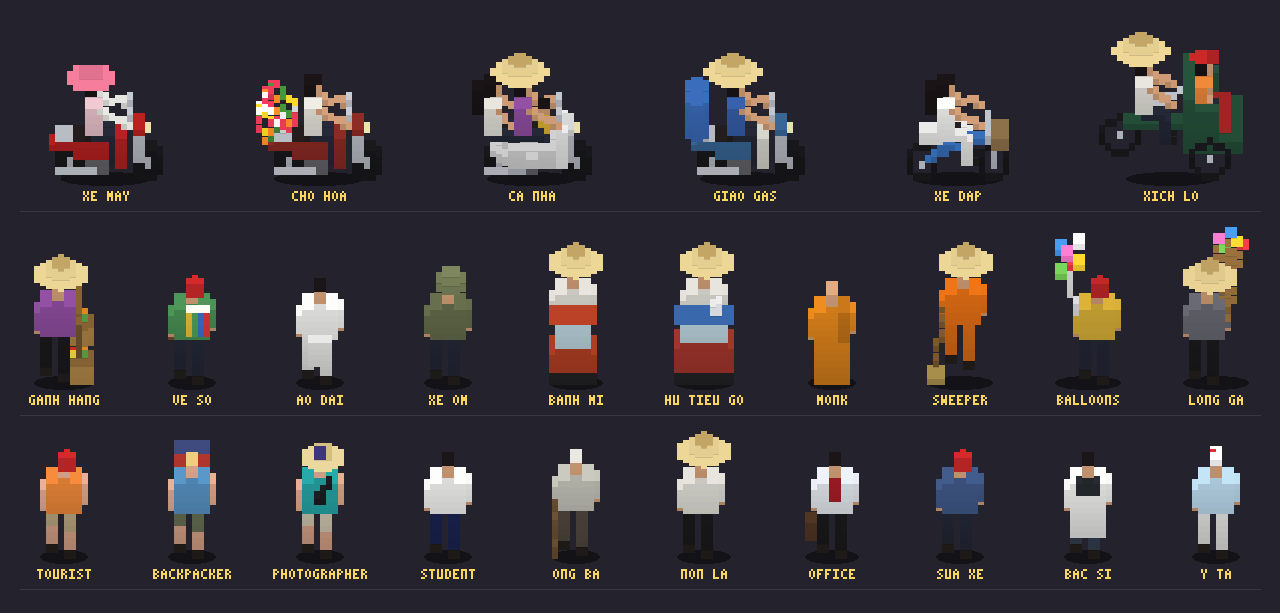 XE MAY
CHO HOA
CA NHA
GIAO GAS
XE DAP
XICH LO
GANH HANG
VE SO
AO DAI
XE OM
BANH MI
HU TIEU GO
MONK
SWEEPER
BALLOONS
LONG GA
TOURIST
BACKPACKER
PHOTOGRAPHER
STUDENT
ONG BA
NON LA
OFFICE
SUA XE
BAC SI
Y TA